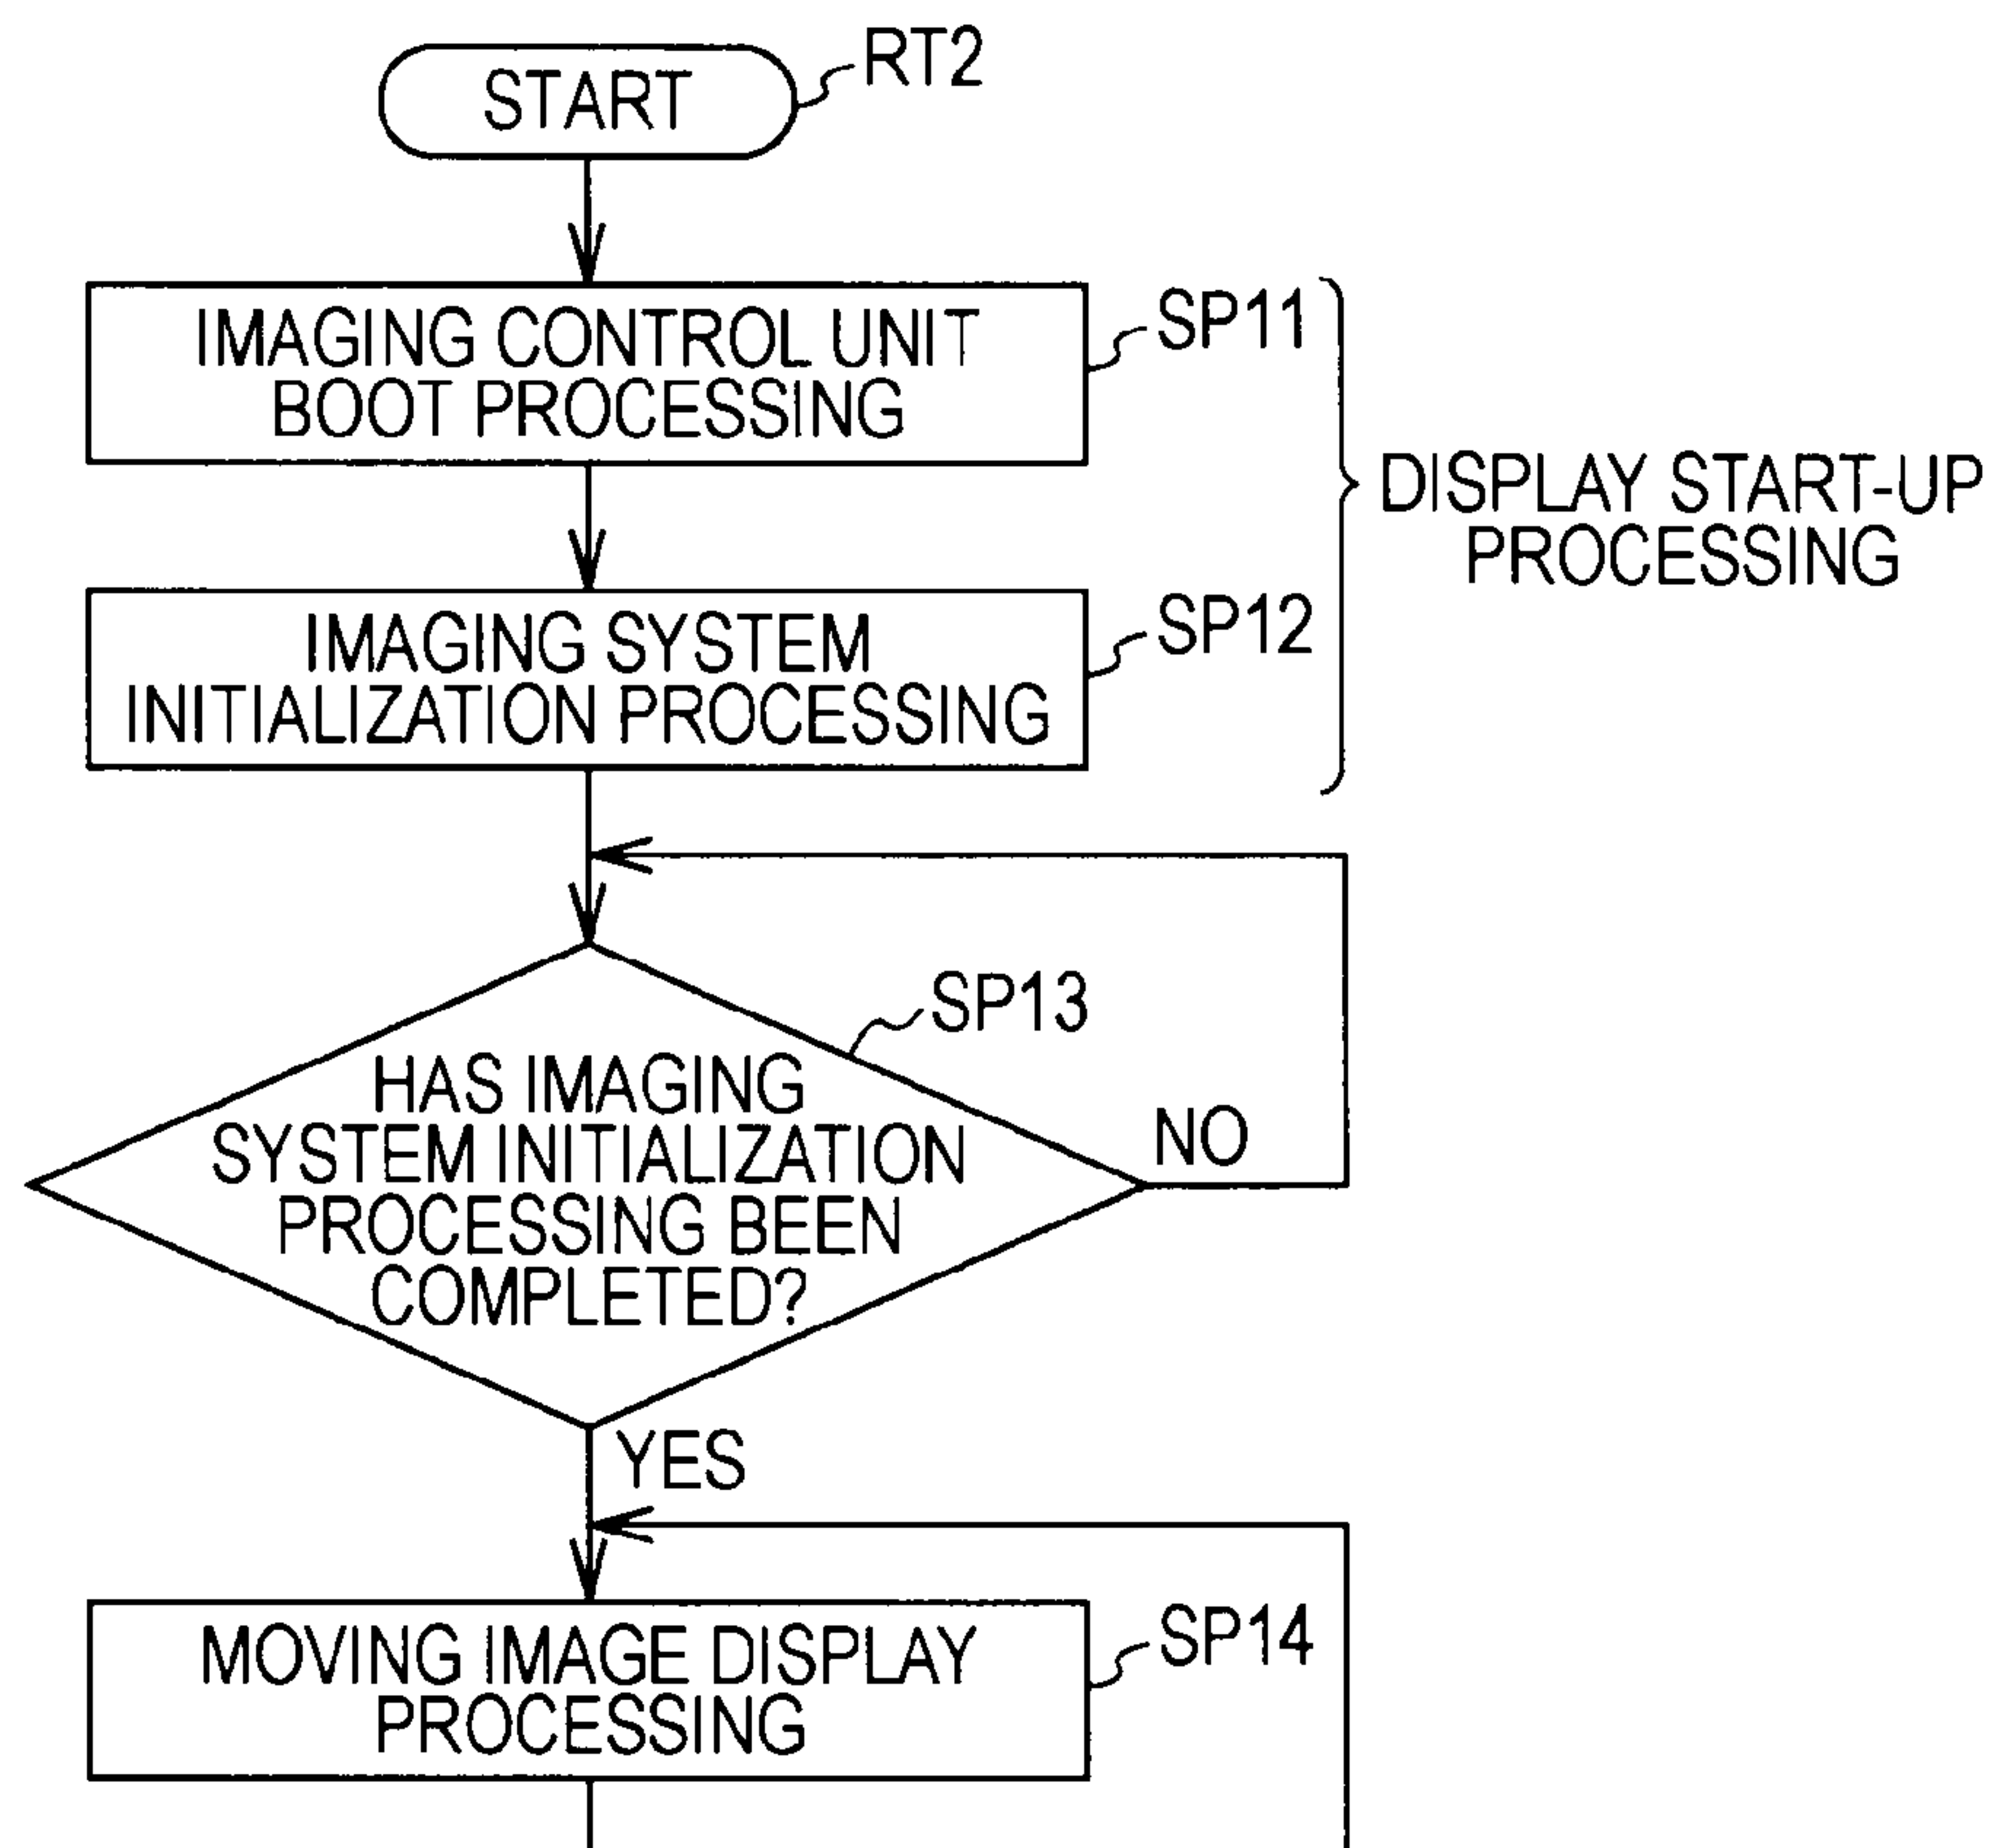 START
RT2
IMAGING CONTROL UNIT
BOOT PROCESSING
SP11
DISPLAY START-UP
PROCESSING
IMAGING SYSTEM
INITIALIZATION PROCESSING
SP12
SP13
HAS IMAGING
SYSTEM INITIALIZATION
PROCESSING BEEN
COMPLETED?
NO
YES
MOVING IMAGE DISPLAY
PROCESSING
SP14